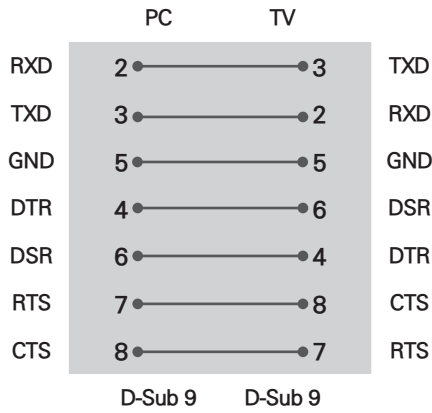 PC TV
RXD 2 3 TXD
TXD 3 2 RXD
GND 5 5 GND
DTR 4 6 DSR
DSR 6 4 DTR
RTS 7 8 CTS
CTS 8 7 RTS
D-Sub 9 D-Sub 9